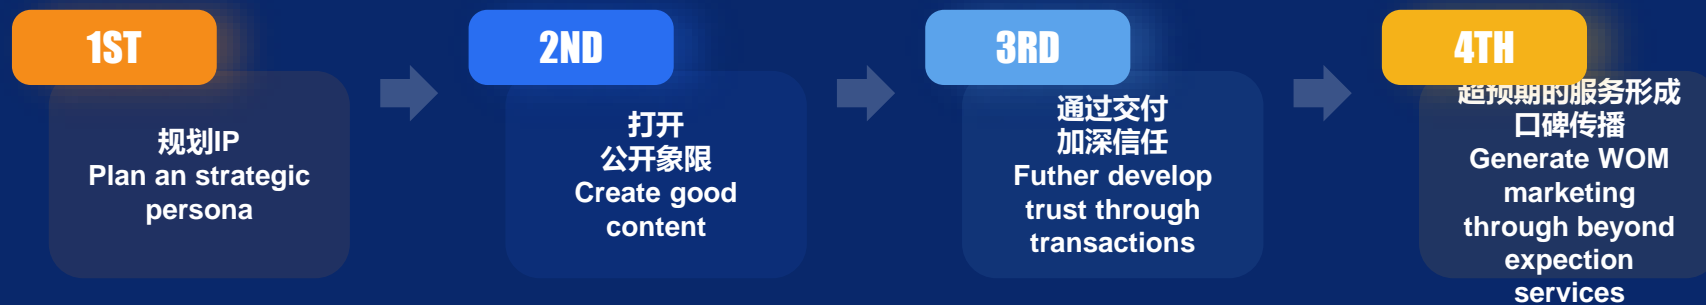 1ST
规划IP
Plan an strategic
persona
2ND
打开
公开象限
Create good
content
3RD
通过交付
加深信任
Futher develop
trust through
transactions
4TH
超预期的服务形成
口碑传播
Generate WOM
marketing
through beyond
expection
services